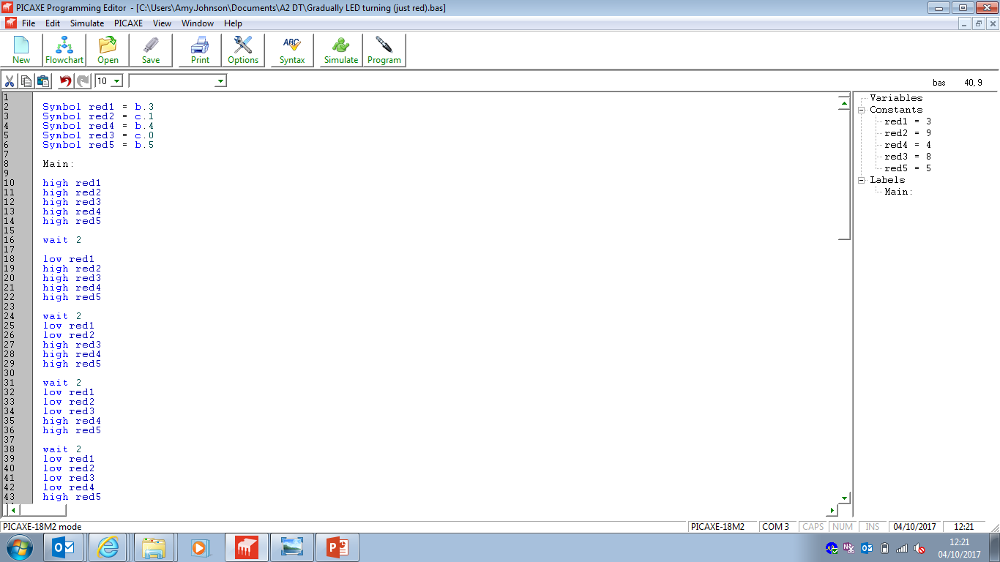 PICAXE Programming Editor - [C:\Users\AmyJohnson\Documents\A2 DT\Gradually LED turning (just red).bas]
File Edit Simulate PICAXE View Window Help
New Flowchart Open Save Print Options Syntax Simulate Program
10
bas 40, 9
1
2 Symbol red1 = b.3
3 Symbol red2 = c.1
4 Symbol red4 = b.4
5 Symbol red3 = c.0
6 Symbol red5 = b.5
7
8 Main:
9
10 high red1
11 high red2
12 high red3
13 high red4
14 high red5
15
16 wait 2
17
18 low red1
19 high red2
20 high red3
21 high red4
22 high red5
23
24 wait 2
25 low red1
26 low red2
27 high red3
28 high red4
29 high red5
30
31 wait 2
32 low red1
33 low red2
34 low red3
35 high red4
36 high red5
37
38 wait 2
39 low red1
40 low red2
41 low red3
42 low red4
43 high red5
Variables
Constants
red1 = 3
red2 = 9
red4 = 4
red3 = 8
red5 = 5
Labels
Main:
PICAXE-18M2 mode
PICAXE-18M2 COM 3 CAPS NUM INS 04/10/2017 12:21
12:21
04/10/2017